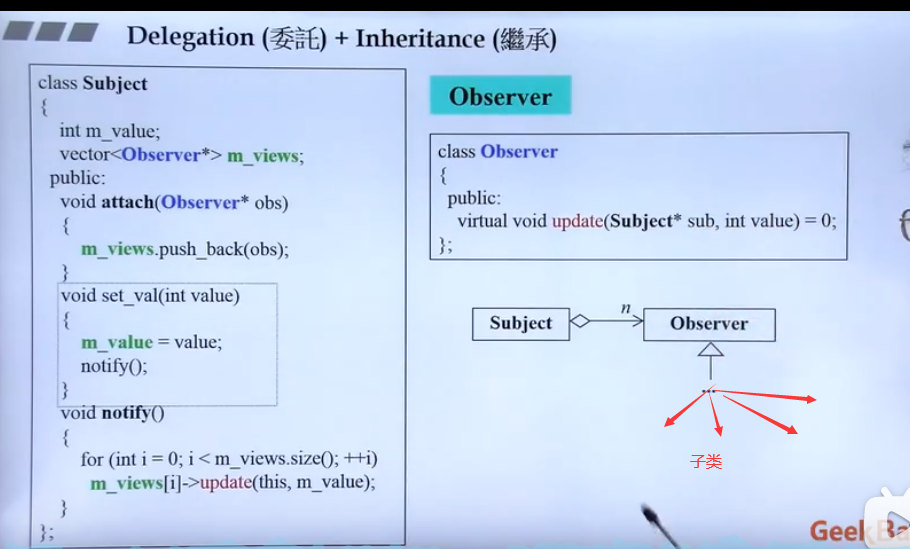 Delegation (委託) + Inheritance (繼承)
class Subject
{
int m_value;
vector<Observer*> m_views;
public:
void attach(Observer* obs)
{
m_views.push_back(obs);
}
void set_val(int value)
{
m_value = value;
notify();
}
void notify()
{
for (int i = 0; i < m_views.size(); ++i)
m_views[i]->update(this, m_value);
}
};
Observer
class Observer
{
public:
virtual void update(Subject* sub, int value) = 0;
};
Subject
n
Observer
...
子类